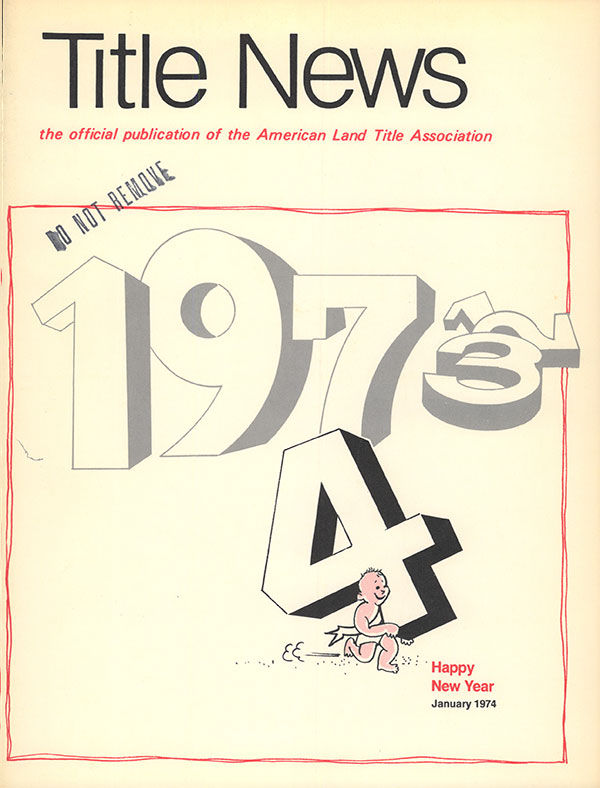 Title News
the official publication of the American Land Title Association
DO NOT REMOVE
1973
2
4
Happy
New Year
January 1974